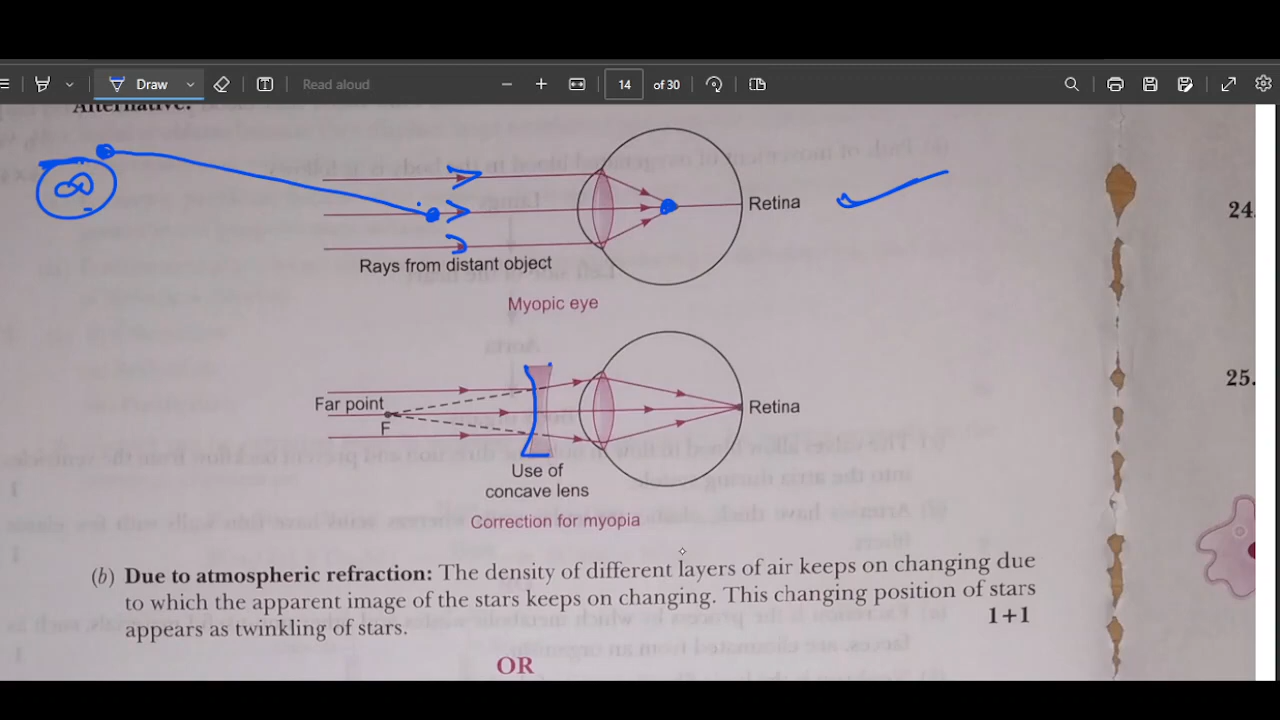 Draw
Read aloud
14 of 30
Alternative:
∞
Retina
24.
Rays from distant object
Myopic eye
Far point
F
Retina
25.
Use of
concave lens
Correction for myopia
(b) Due to atmospheric refraction: The density of different layers of air keeps on changing due
to which the apparent image of the stars keeps on changing. This changing position of stars
appears as twinkling of stars.
1+1
OR